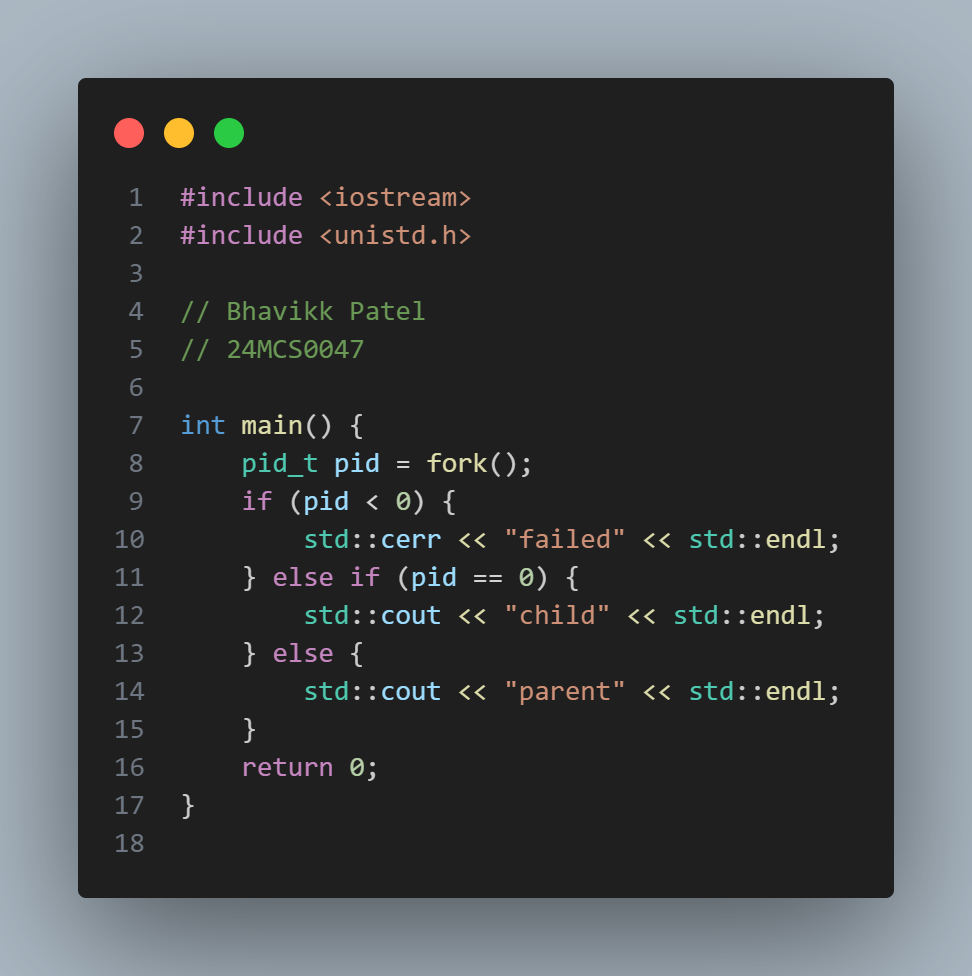 1 #include <iostream>
2 #include <unistd.h>
3
4 // Bhavikk Patel
5 // 24MCS0047
6
7 int main() {
8     pid_t pid = fork();
9     if (pid < 0) {
10         std::cerr << "failed" << std::endl;
11     } else if (pid == 0) {
12         std::cout << "child" << std::endl;
13     } else {
14         std::cout << "parent" << std::endl;
15     }
16     return 0;
17 }
18